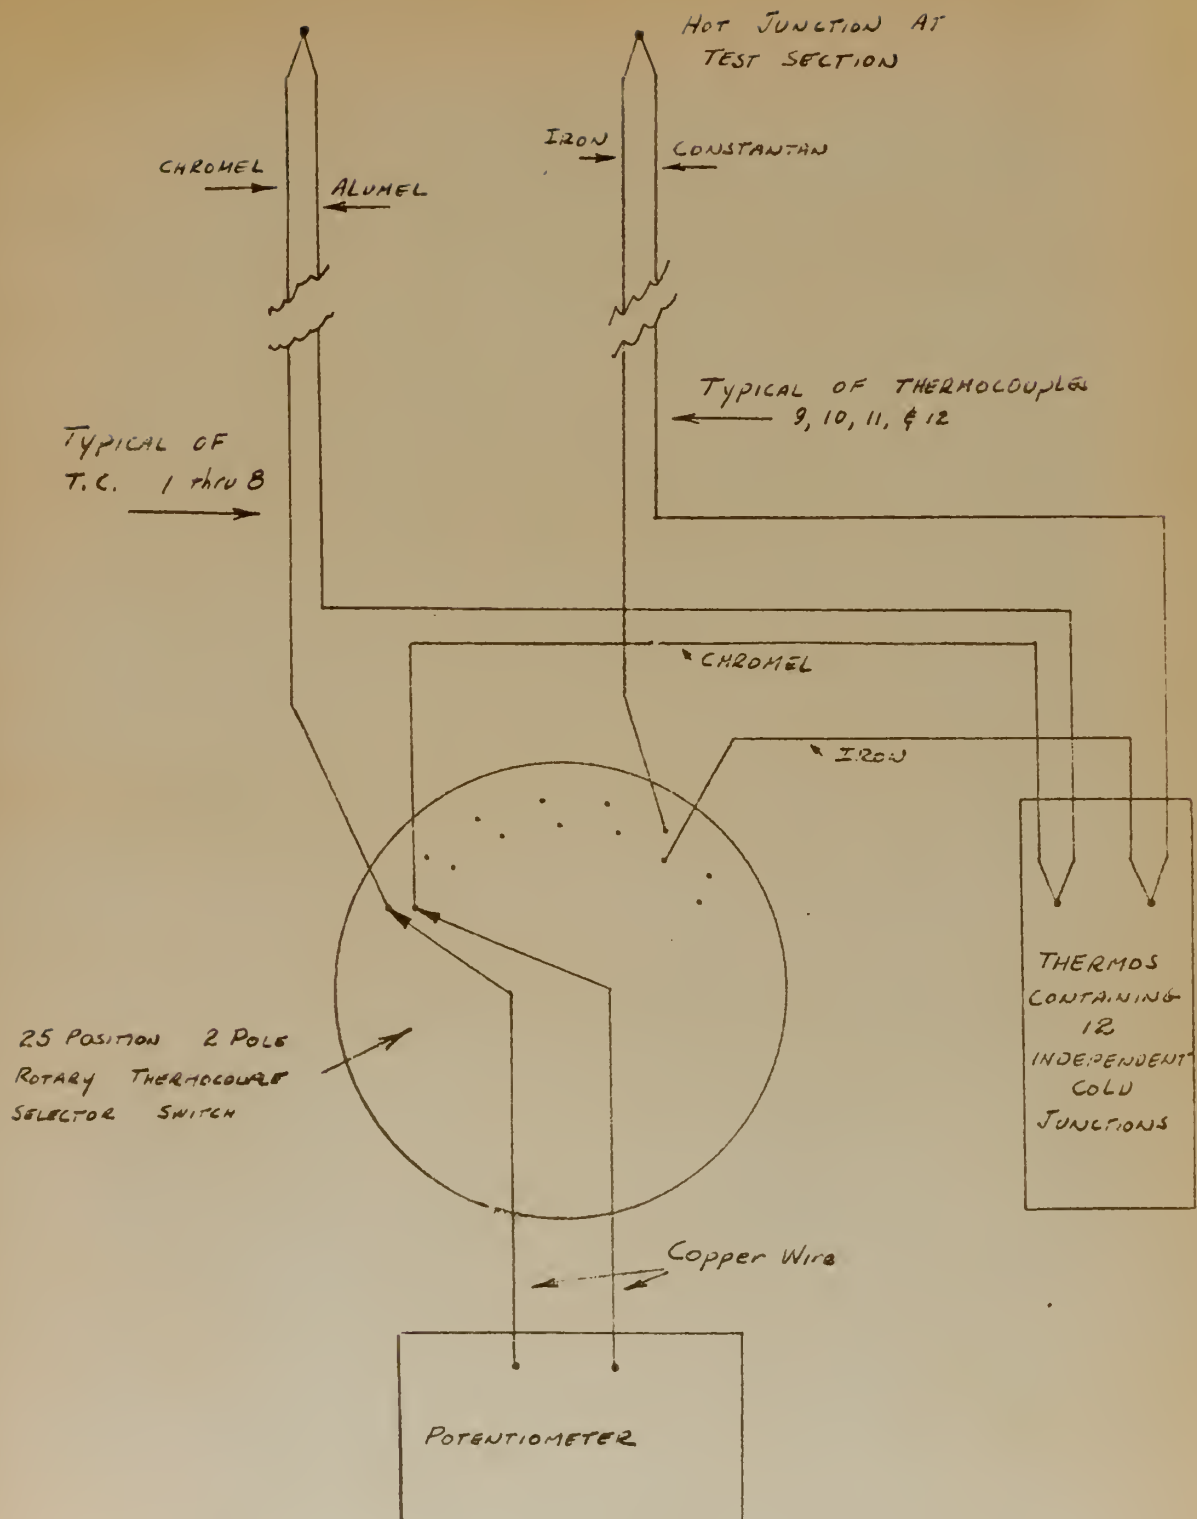 HOT JUNCTION AT
TEST SECTION
IRON
CONSTANTAN
CHROMEL
ALUMEL
TYPICAL OF THERMOCOUPLES
9, 10, 11, & 12
TYPICAL OF
T.C. 1 thru 8
CHROMEL
IRON
THERMOS
CONTAINING
12
INDEPENDENT
COLD
JUNCTIONS
25 POSITION 2 POLE
ROTARY THERMOCOUPLE
SELECTOR SWITCH
Copper Wire
POTENTIOMETER